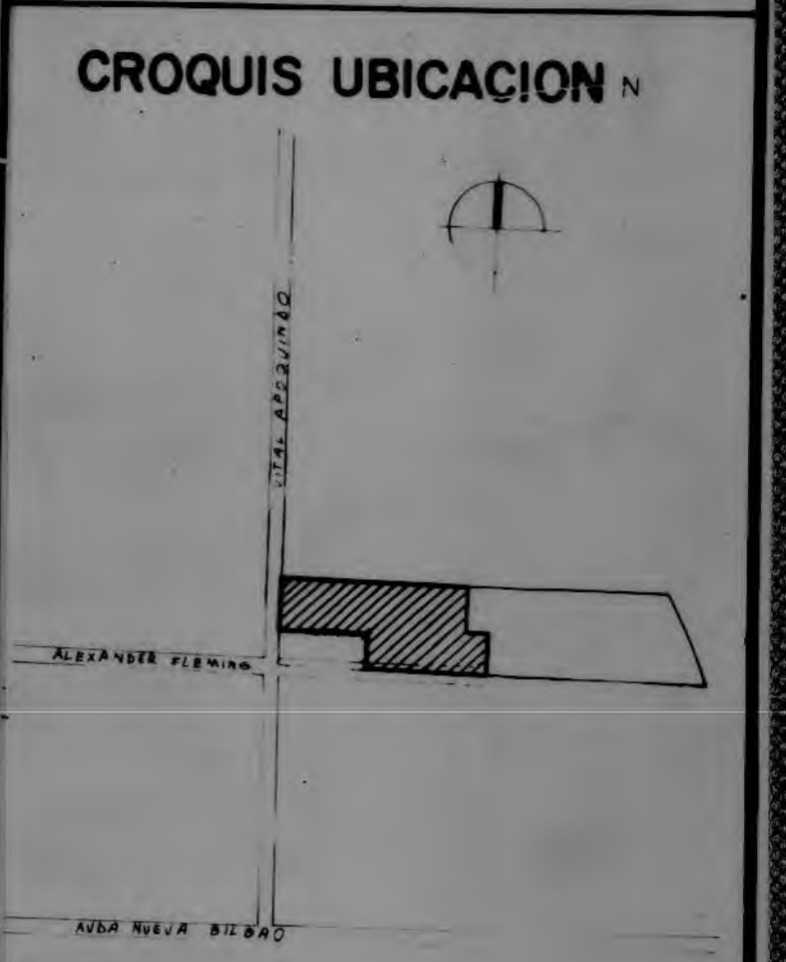 CROQUIS UBICACION N
VITAL APOQUINDO
ALEXANDER FLEMING
AVDA NUEVA BILBAO